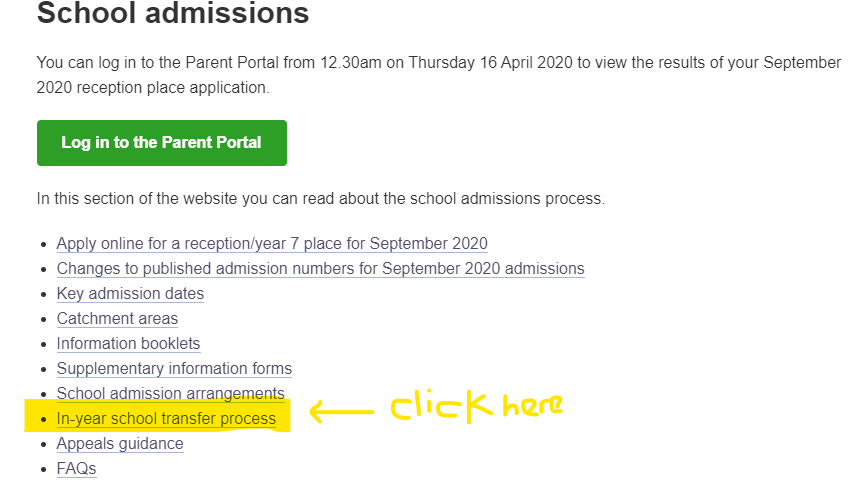 School admissions
You can log in to the Parent Portal from 12.30am on Thursday 16 April 2020 to view the results of your September
2020 reception place application.
Log in to the Parent Portal
In this section of the website you can read about the school admissions process.
Apply online for a reception/year 7 place for September 2020
Changes to published admission numbers for September 2020 admissions
Key admission dates
Catchment areas
Information booklets
Supplementary information forms
School admission arrangements
In-year school transfer process
click here
Appeals guidance
FAQs